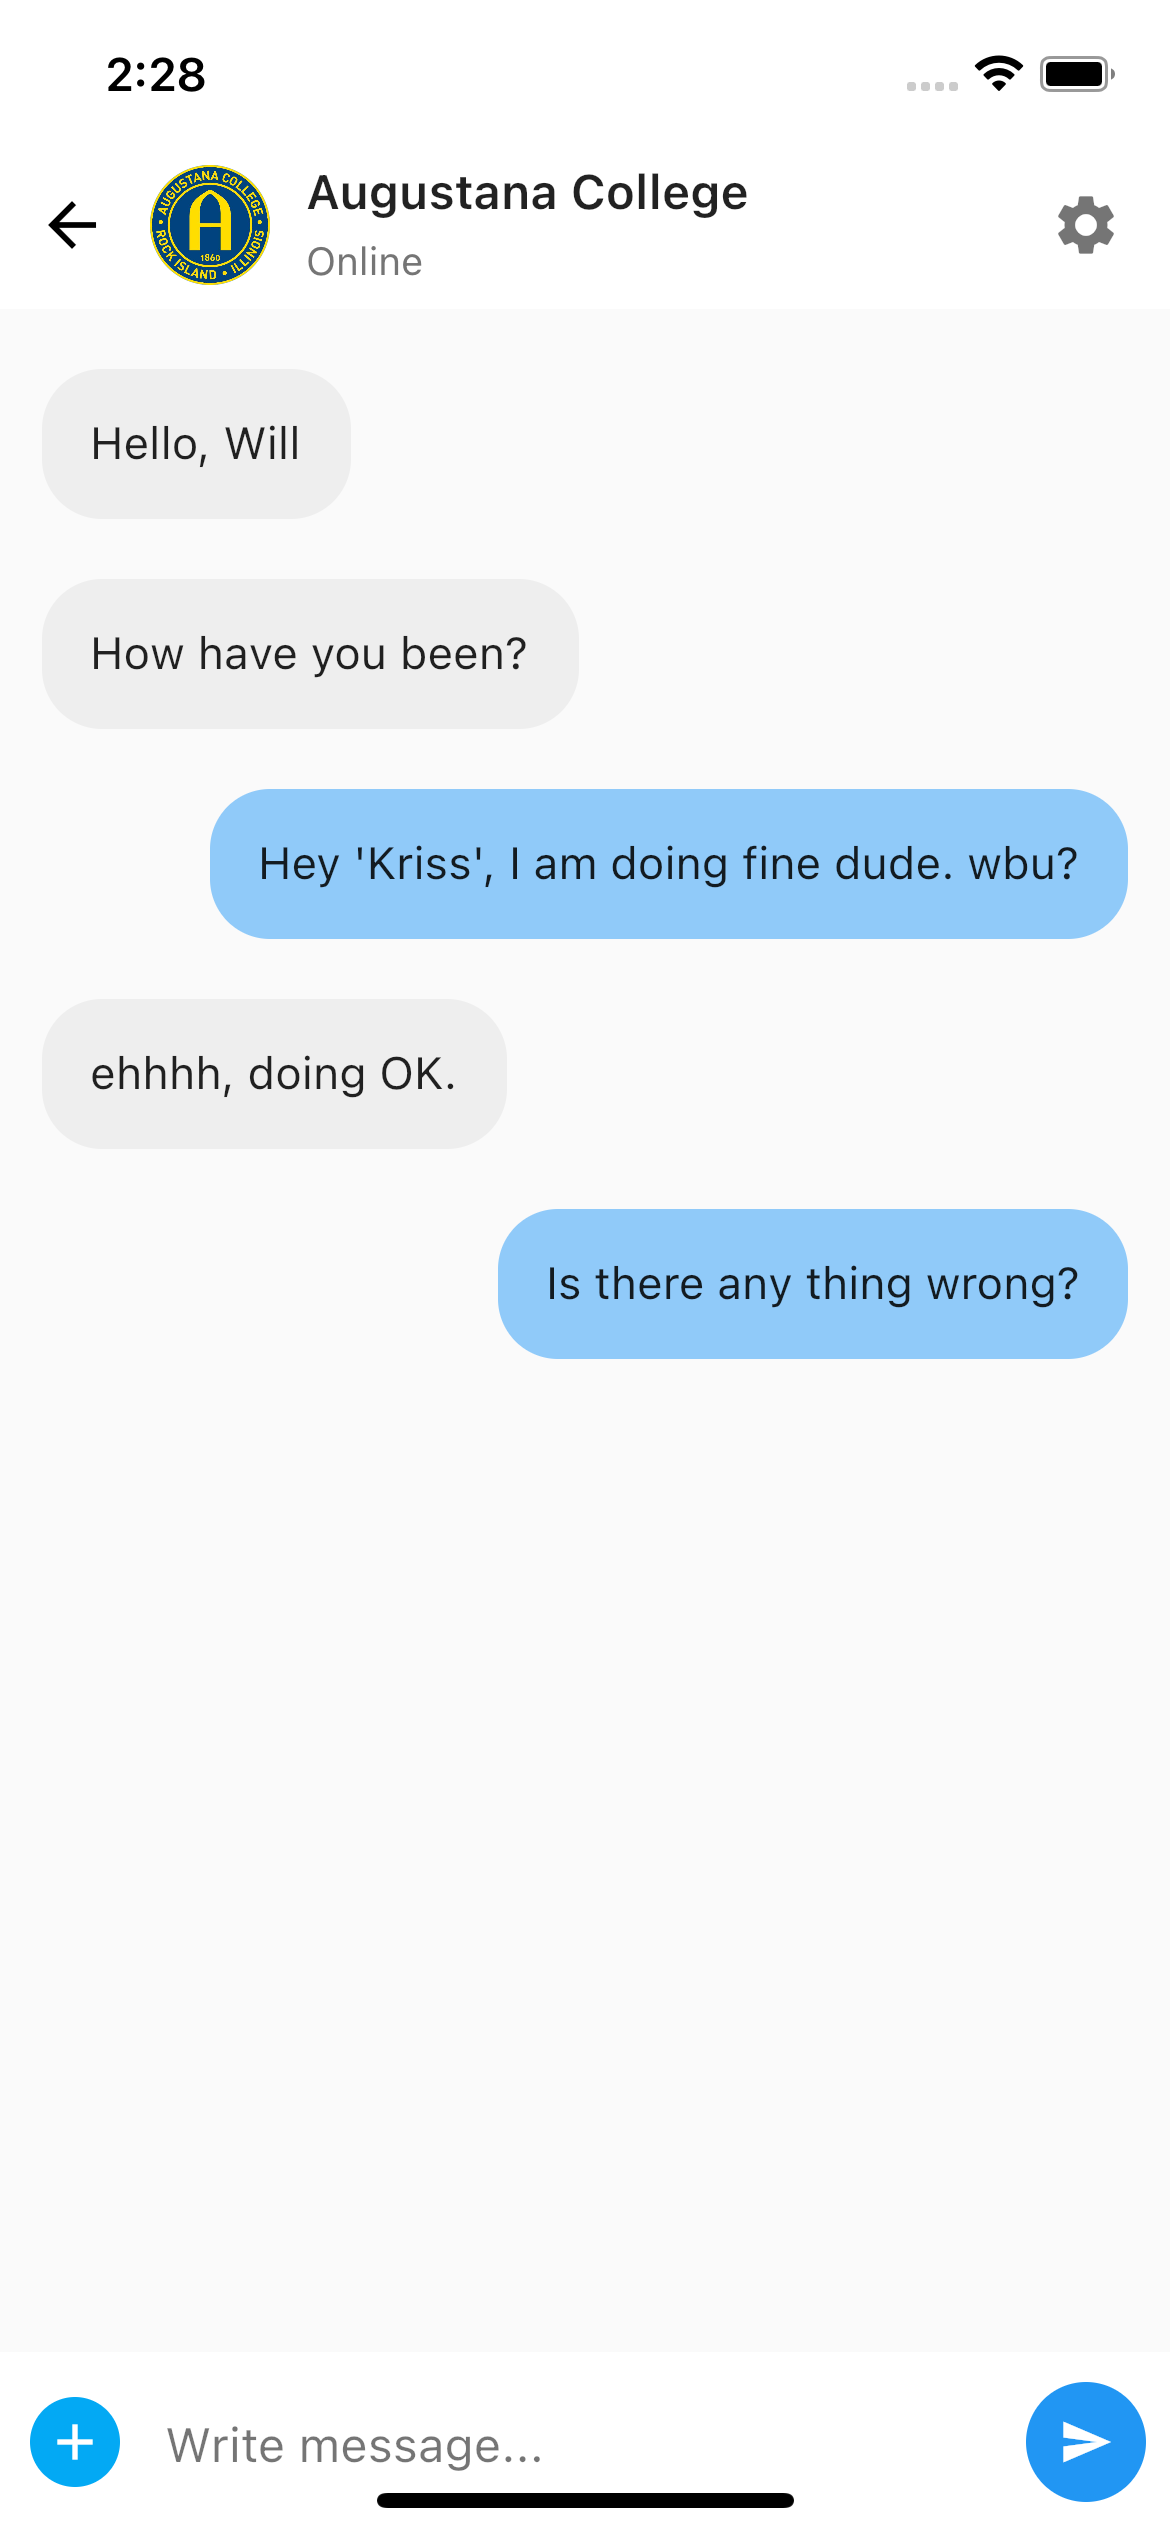 2:28
AUGUSTANA COLLEGE
1860
ROCK ISLAND • ILLINOIS
Augustana College
Online
Hello, Will
How have you been?
Hey 'Kriss', I am doing fine dude. wbu?
ehhhh, doing OK.
Is there any thing wrong?
Write message...